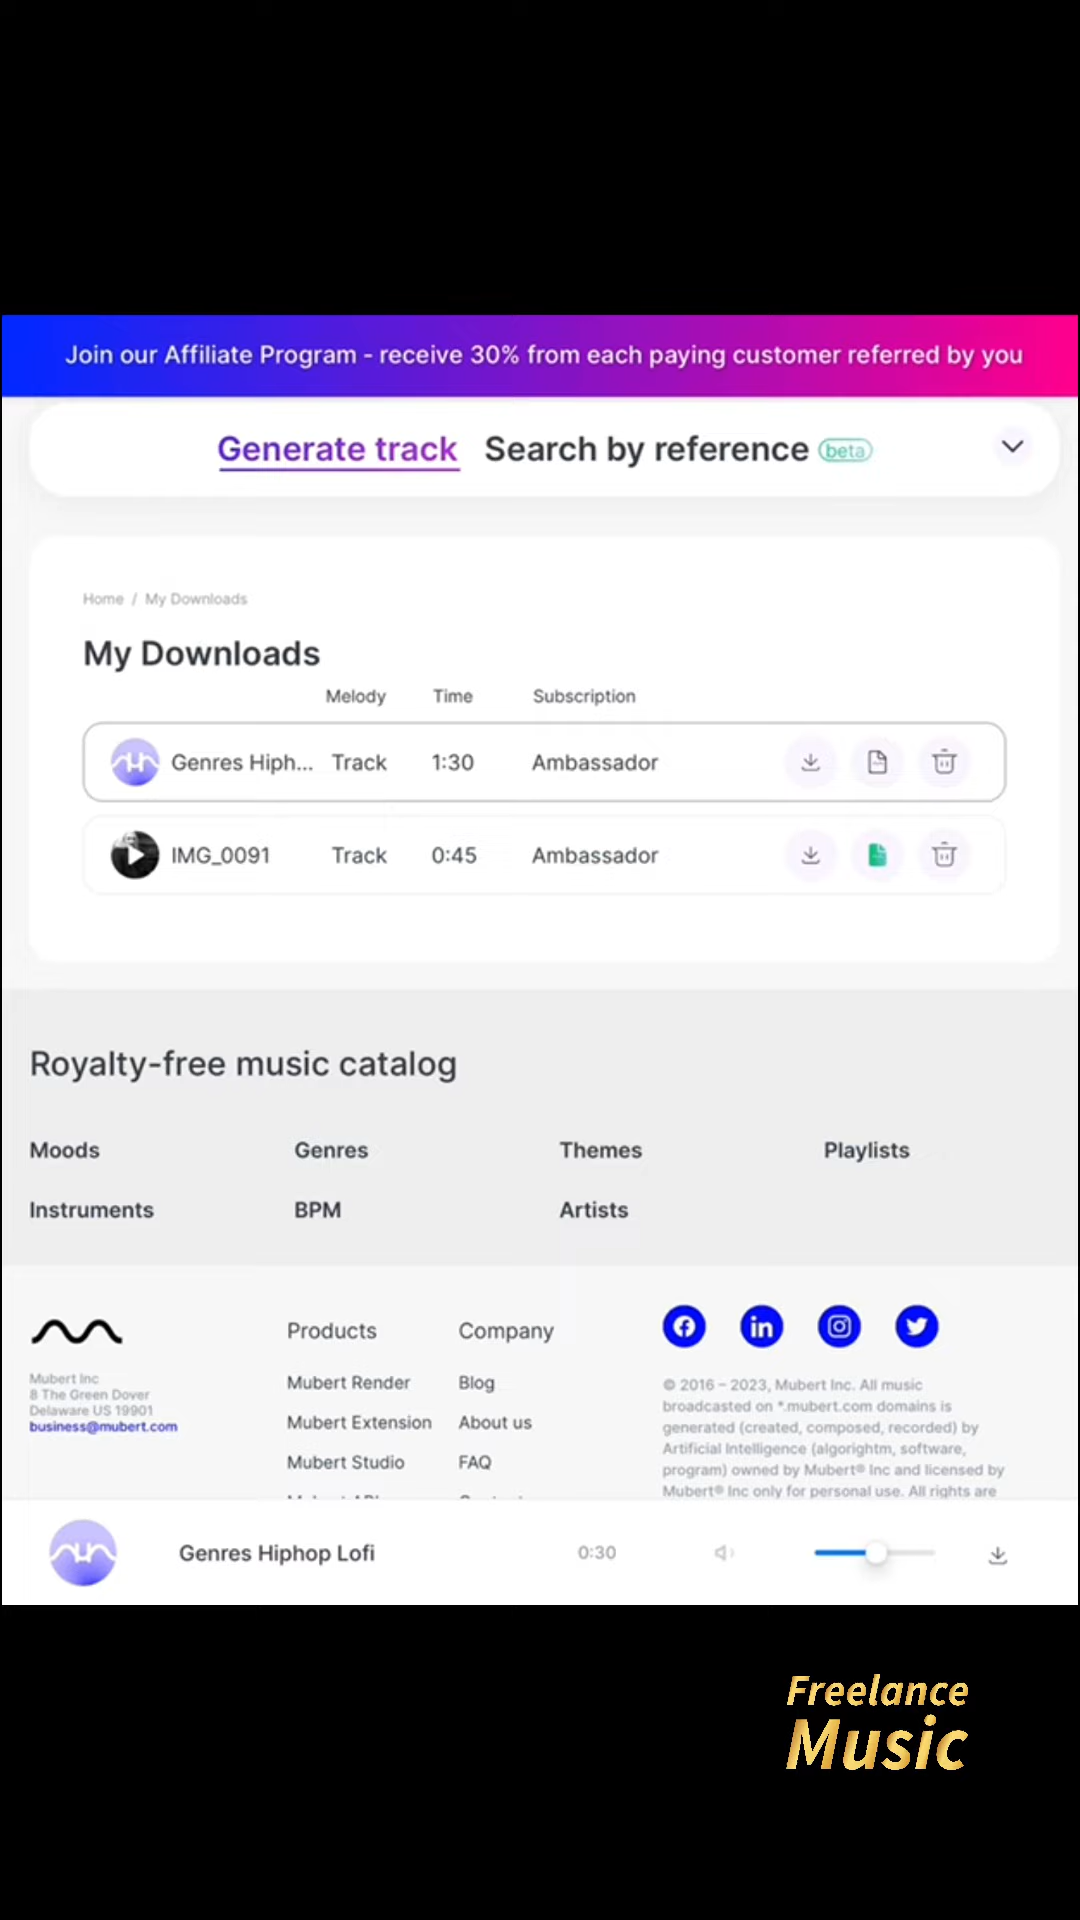 Join our Affiliate Program - receive 30% from each paying customer referred by you
Generate track Search by reference beta
Home / My Downloads
My Downloads
Melody Time Subscription
Genres Hiph... Track 1:30 Ambassador
IMG_0091 Track 0:45 Ambassador
Royalty-free music catalog
Moods Genres Themes Playlists
Instruments BPM Artists
Products Company
Mubert Inc
8 The Green Dover
Delaware US 19901
business@mubert.com
Mubert Render Blog
Mubert Extension About us
Mubert Studio FAQ
© 2016 – 2023, Mubert Inc. All music
broadcasted on *.mubert.com domains is
generated (created, composed, recorded) by
Artificial Intelligence (algorightm, software,
program) owned by Mubert® Inc and licensed by
Mubert® Inc only for personal use. All rights are
Genres Hiphop Lofi 0:30
Freelance
Music